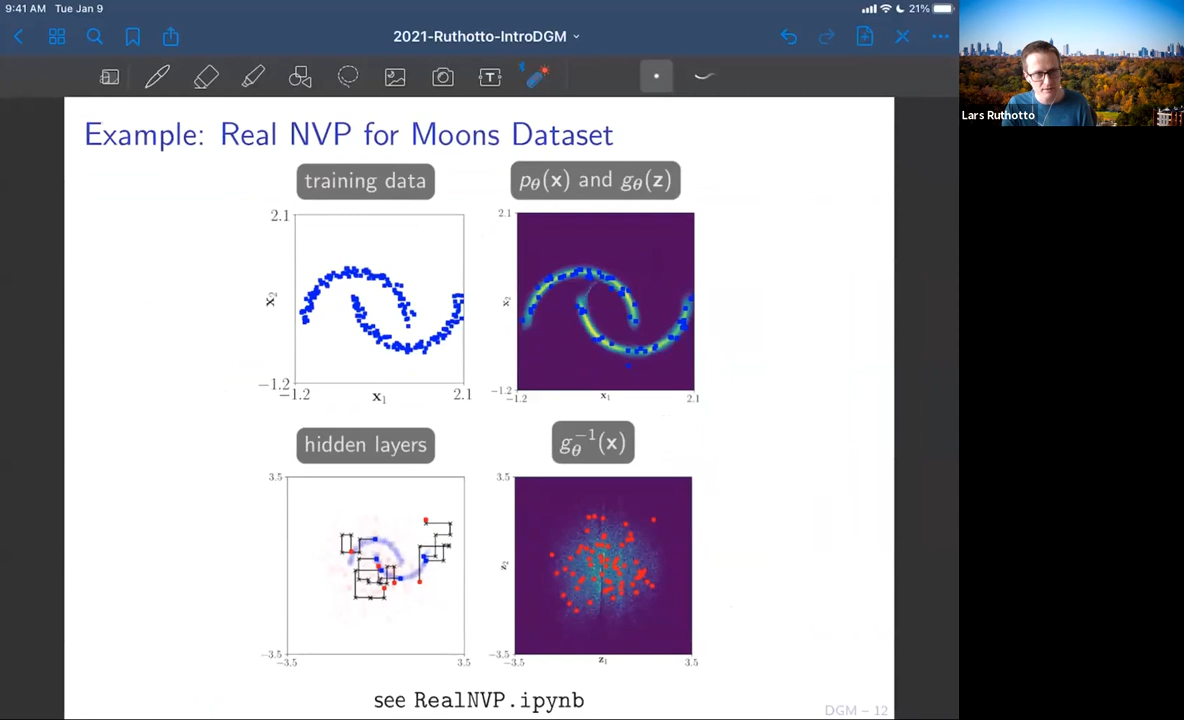 9:41 AM Tue Jan 9
21%
2021-Ruthotto-IntroDGM
T
Lars Ruthotto
Example: Real NVP for Moons Dataset
training data
pθ(x) and gθ(z)
2.1
x₂
−1.2
−1.2
x₁
2.1
2.1
x₂
−1.2
−1.2
x₁
2.1
hidden layers
gθ⁻¹(x)
3.5
−3.5
−3.5
3.5
3.5
z₂
−3.5
−3.5
z₁
3.5
see RealNVP.ipynb
DGM – 12